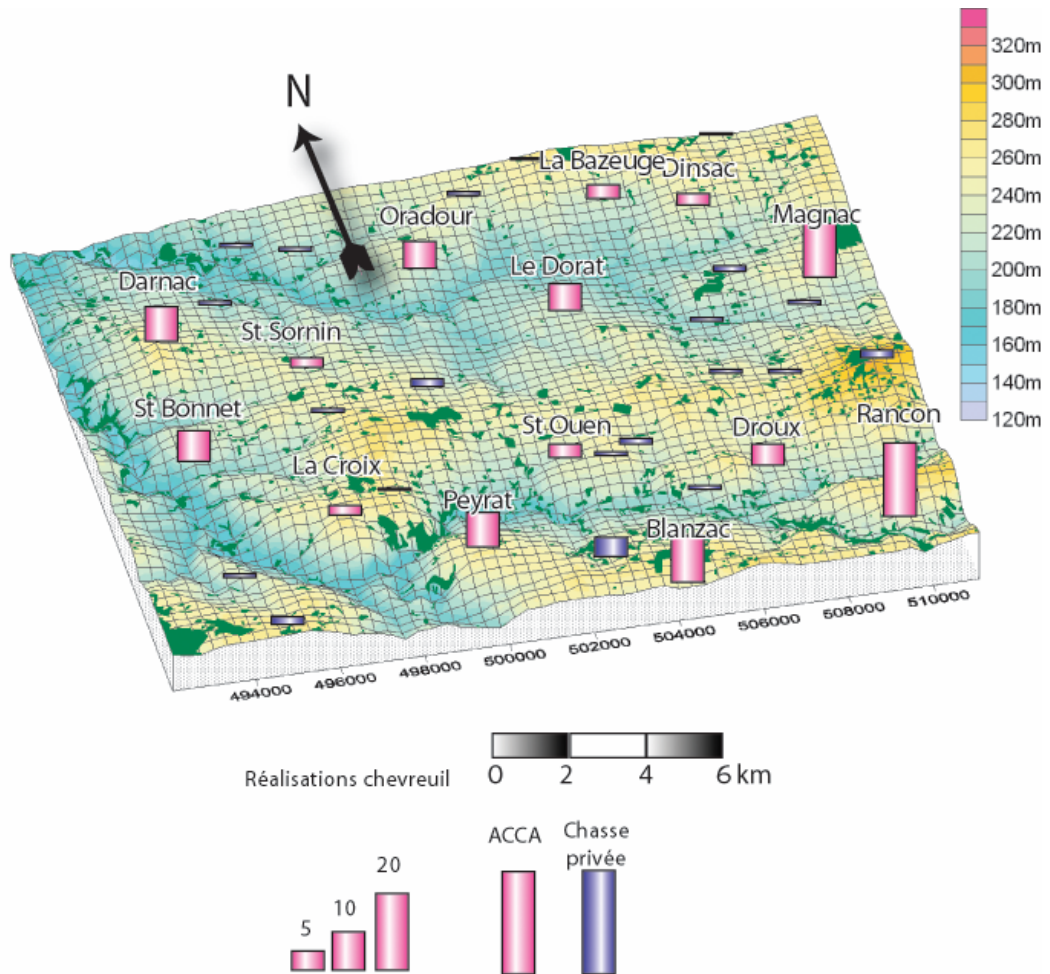 N
320m
300m
280m
260m
240m
220m
200m
180m
160m
140m
120m
La Bazeuge
Dinsac
Oradour
Magnac
Le Dorat
Darnac
St Sornin
St Bonnet
St Ouen
Droux
Rancon
La Croix
Peyrat
Blanzac
494000
496000
498000
500000
502000
504000
506000
508000
510000
Réalisations chevreuil
0 2 4 6 km
ACCA
Chasse
privée
20
10
5